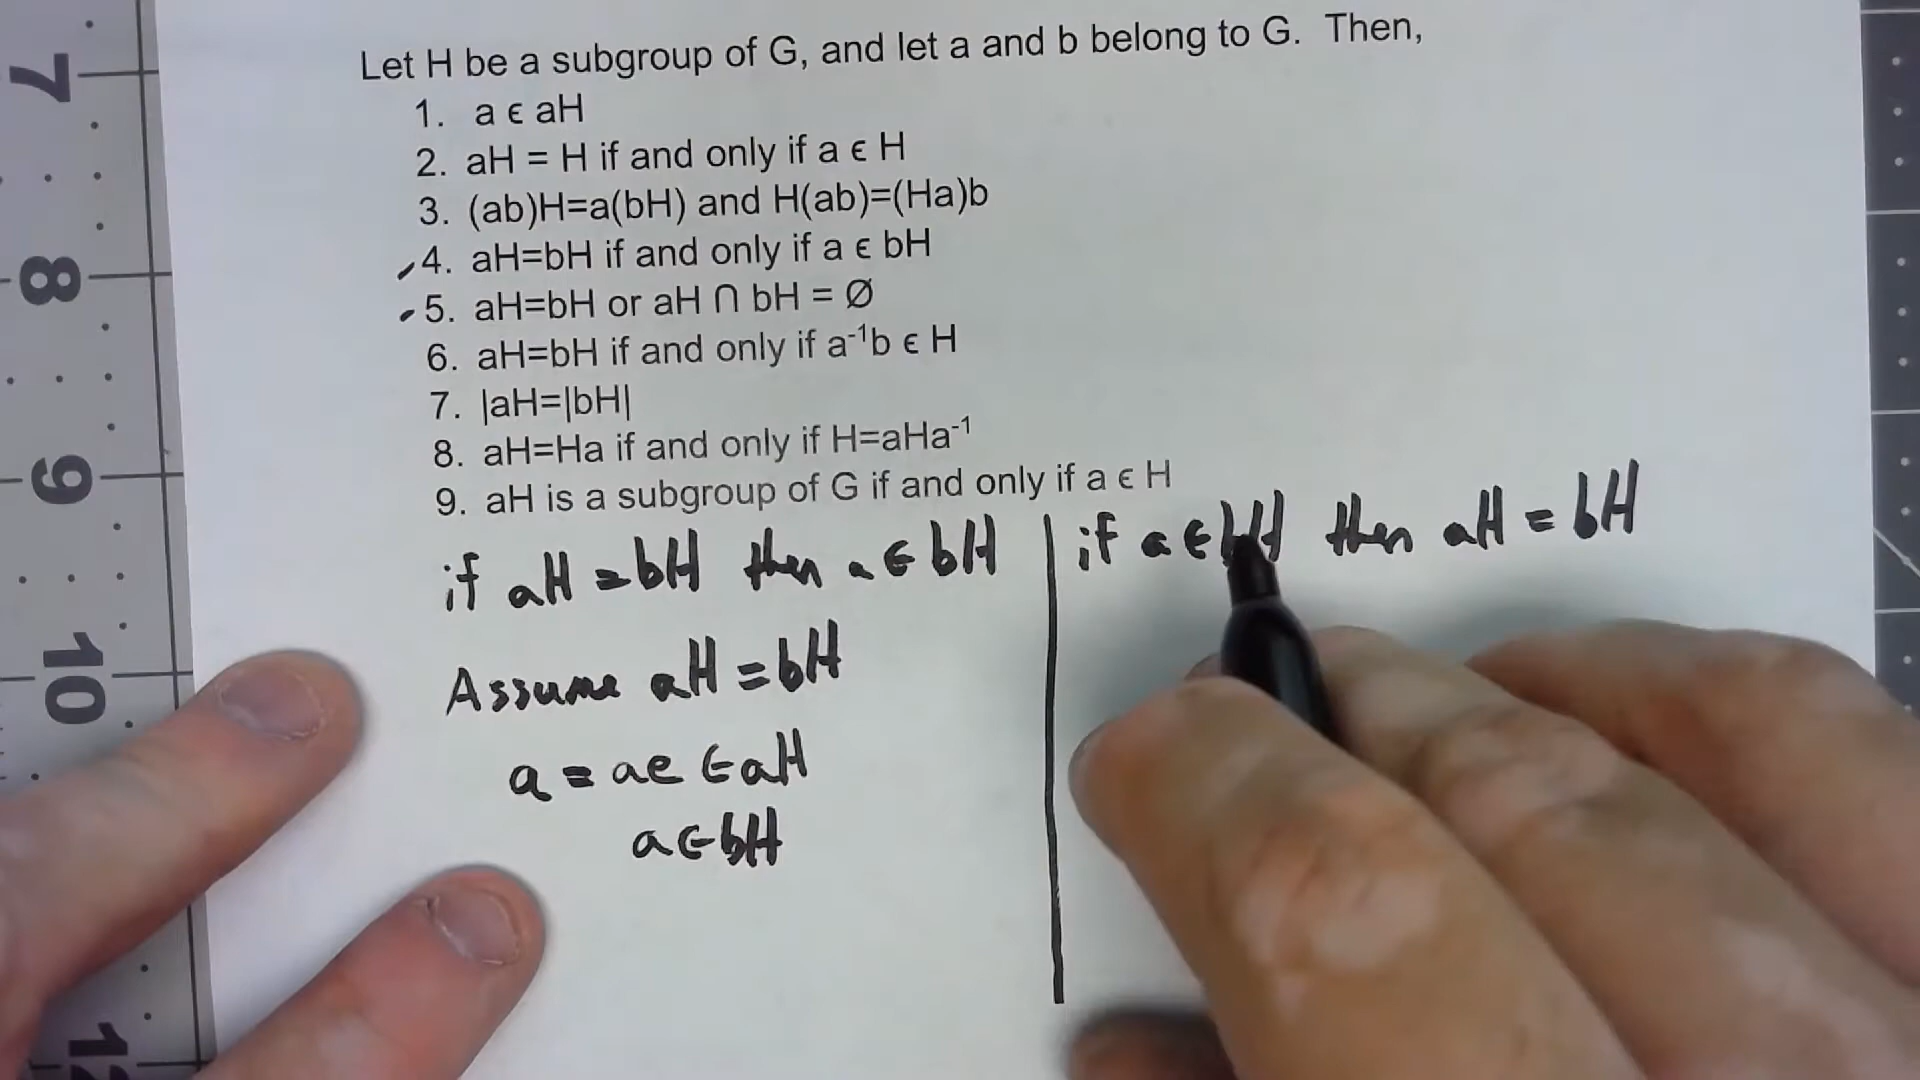 Let H be a subgroup of G, and let a and b belong to G. Then,
1. a ϵ aH
2. aH = H if and only if a ϵ H
3. (ab)H=a(bH) and H(ab)=(Ha)b
4. aH=bH if and only if a ϵ bH
5. aH=bH or aH ∩ bH = Ø
6. aH=bH if and only if a⁻¹b ϵ H
7. |aH=|bH|
8. aH=Ha if and only if H=aHa⁻¹
9. aH is a subgroup of G if and only if a ϵ H
if aH = bH then a ∈ bH
Assume aH = bH
a = ae ∈ aH
a ∈ bH
if a ∈ bH then aH = bH
7
8
9
10